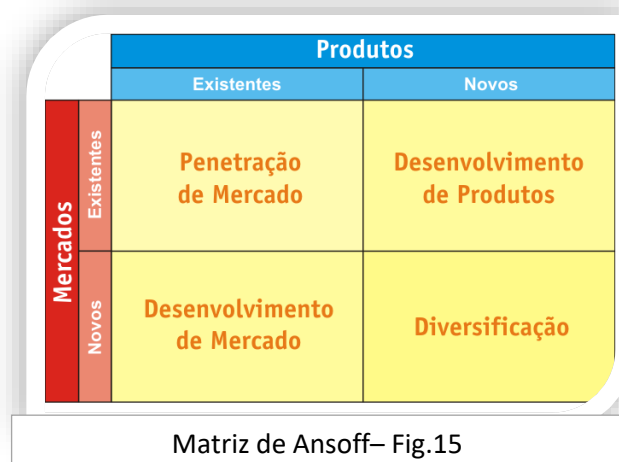 Produtos
Existentes
Novos
Mercados
Existentes
Penetração
de Mercado
Desenvolvimento
de Produtos
Novos
Desenvolvimento
de Mercado
Diversificação
Matriz de Ansoff– Fig.15